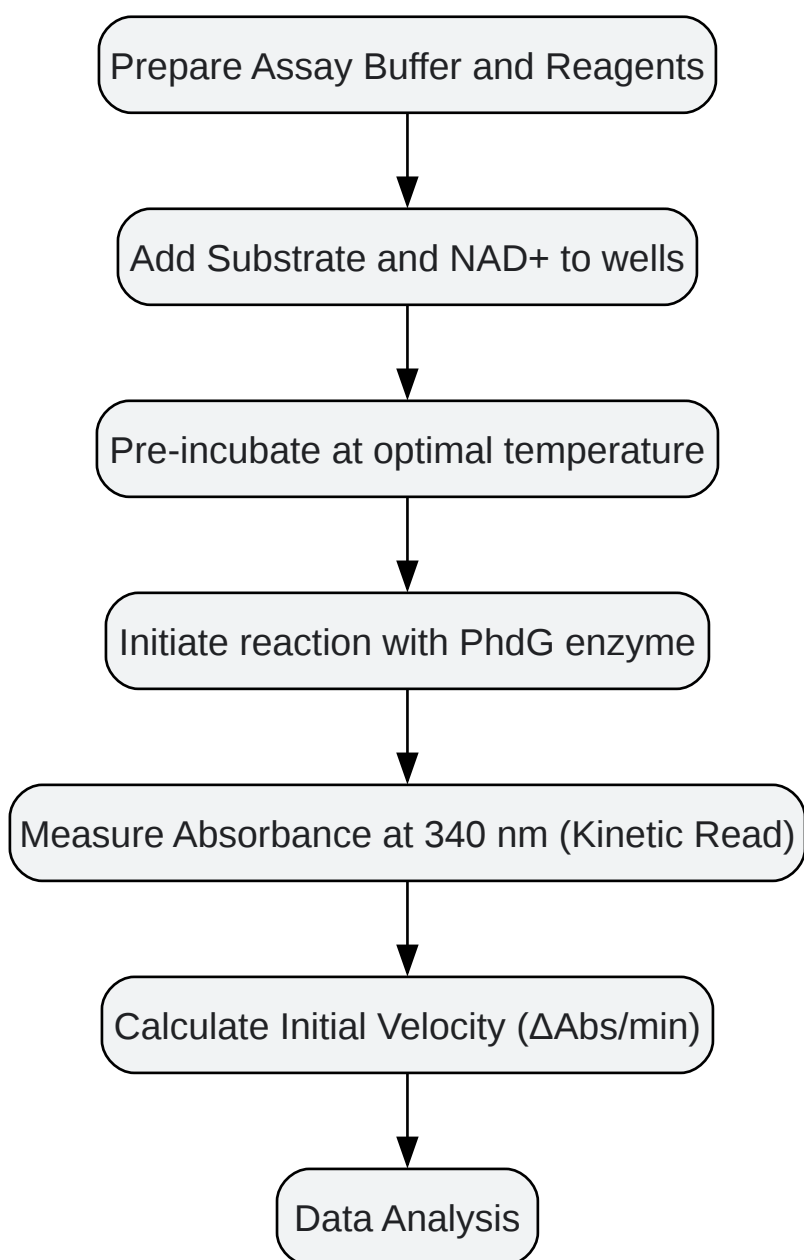 Prepare Assay Buffer and Reagents
Add Substrate and NAD+ to wells
Pre-incubate at optimal temperature
Initiate reaction with PhdG enzyme
Measure Absorbance at 340 nm (Kinetic Read)
Calculate Initial Velocity (ΔAbs/min)
Data Analysis